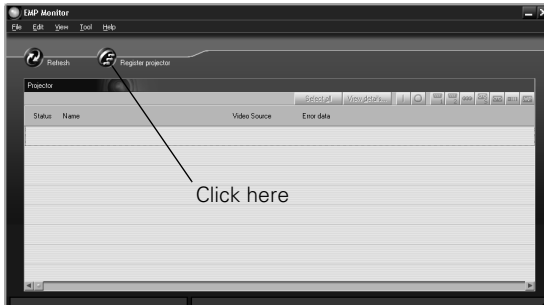 EMP Monitor
File Edit View Tool Help
Refresh Register projector
Projector
Select all View details
Status Name Video Source Error data
Click here